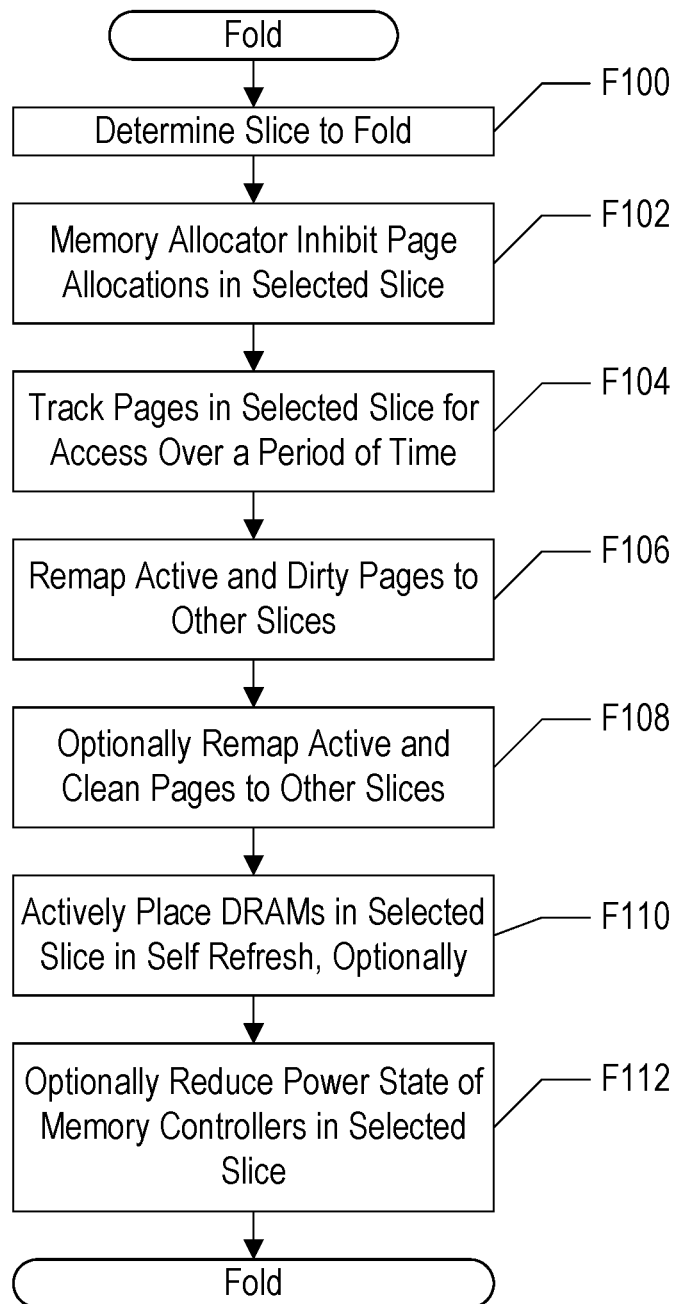 Fold
F100
Determine Slice to Fold
F102
Memory Allocator Inhibit Page
Allocations in Selected Slice
F104
Track Pages in Selected Slice for
Access Over a Period of Time
F106
Remap Active and Dirty Pages to
Other Slices
F108
Optionally Remap Active and
Clean Pages to Other Slices
F110
Actively Place DRAMs in Selected
Slice in Self Refresh, Optionally
F112
Optionally Reduce Power State of
Memory Controllers in Selected
Slice
Fold